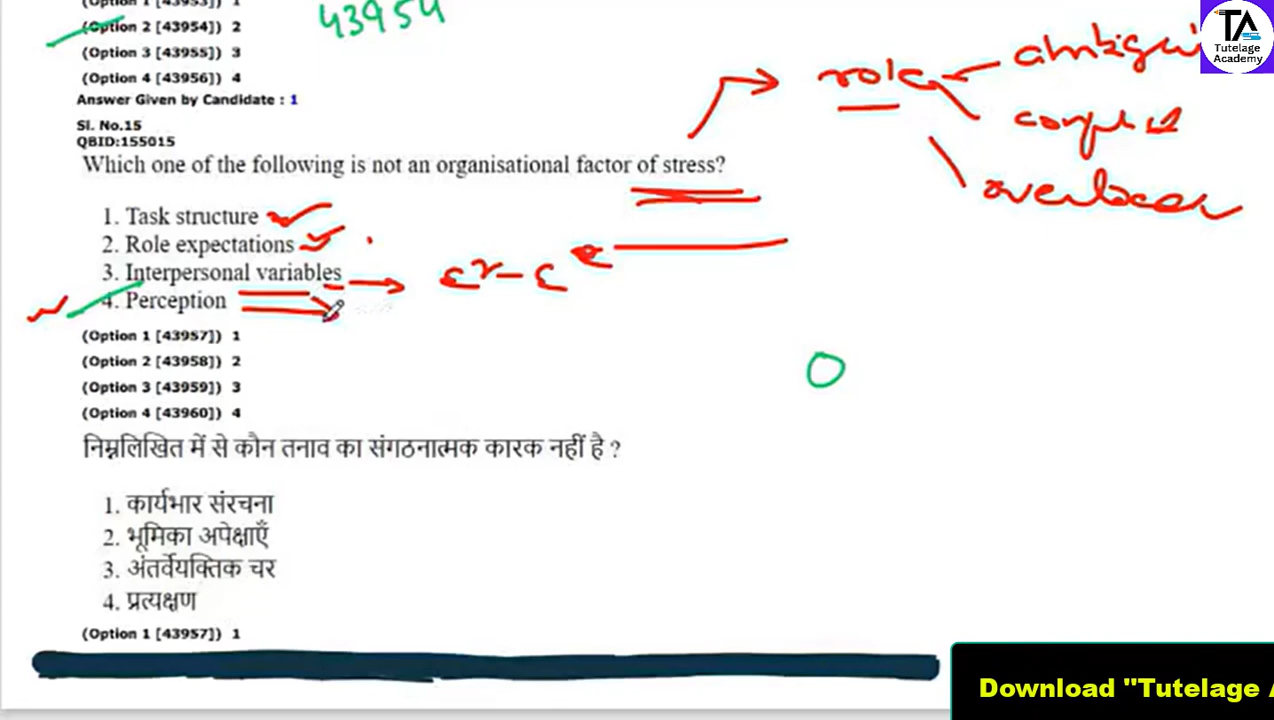 (Option 1 [43953]) 1
43954
(Option 2 [43954]) 2
(Option 3 [43955]) 3
(Option 4 [43956]) 4
Answer Given by Candidate : 1
TA
Tutelage
Academy
role
Sl. No.15
QBID:155015
Which one of the following is not an organisational factor of stress?
1. Task structure
2. Role expectations
3. Interpersonal variables
4. Perception
(Option 1 [43957]) 1
(Option 2 [43958]) 2
(Option 3 [43959]) 3
(Option 4 [43960]) 4
निम्नलिखित में से कौन तनाव का संगठनात्मक कारक नहीं है ?
1. कार्यभार संरचना
2. भूमिका अपेक्षाएँ
3. अंतर्वेयक्तिक चर
4. प्रत्यक्षण
(Option 1 [43957]) 1
Download "Tutelage A